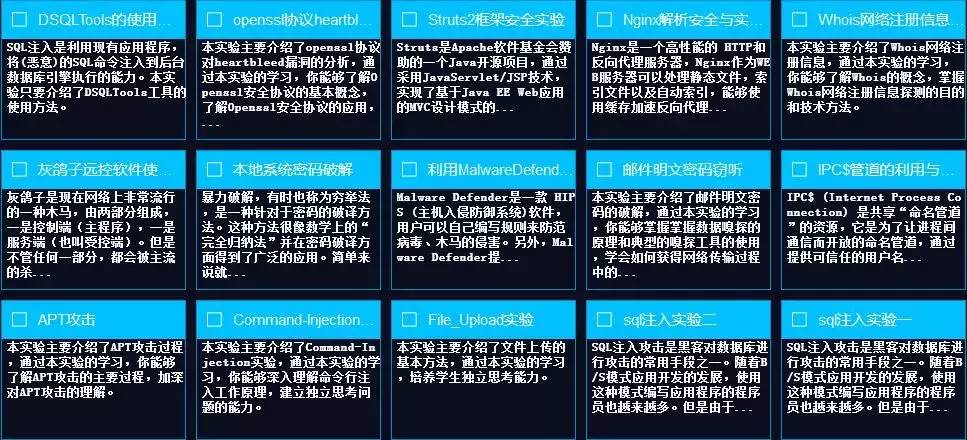 DSQLTools的使用...
SQL注入是利用现有应用程序，
将(恶意)的SQL命令注入到后台
数据库引擎执行的能力。本实
验只要介绍了DSQLTools工具的
使用方法。
openssl协议heartbl...
本实验主要介绍了openssl协议
对heartbleed漏洞的分析，通
过本实验的学习，你能够了解O
penssl安全协议的基本概念，
了解Openssl安全协议的应用，
...
Struts2框架安全实验
Struts是Apache软件基金会赞
助的一个Java开源项目，通过
采用JavaServlet/JSP技术，
实现了基于Java EE Web应用
的MVC设计模式的...
Nginx解析安全与实...
Nginx是一个高性能的 HTTP和
反向代理服务器，Nginx作为WE
B服务器可以处理静态文件，索
引文件以及自动索引，能够使
用缓存加速反向代理...
Whois网络注册信息...
本实验主要介绍了Whois网络注
册信息，通过本实验的学习，
你能够了解Whois的概念，掌握
Whois网络注册信息探测的目的
和技术方法。
灰鸽子远控软件使...
灰鸽子是现在网络上非常流行
的一种木马，由两部分组成，
一是控制端（主程序），一是
服务端（也叫受控端）。但是
不管任何一部分，都会被主流
的杀...
本地系统密码破解
暴力破解，有时也称为穷举法
，是一种针对于密码的破译方
法。这种方法很像数学上的“
完全归纳法”并在密码破译方
面得到了广泛的应用。简单来
说就...
利用MalwareDefend...
Malware Defender是一款 HIP
S (主机入侵防御系统)软件，
用户可以自己编写规则来防范
病毒、木马的侵害。另外，Mal
ware Defender提...
邮件明文密码窃听
本实验主要介绍了邮件明文密
码的破解，通过本实验的学习
，你能够掌握掌握数据嗅探的
原理和典型的嗅探工具的使用
，学会如何获得网络传输过程
中的...
IPC$管道的利用与...
IPC$ (Internet Process Co
nnection) 是共享“命名管道
”的资源，它是为了让进程间
通信而开放的命名管道，通过
提供可信任的用户名...
APT攻击
本实验主要介绍了APT攻击过程
，通过本实验的学习，你能够
了解APT攻击的主要过程，加深
对APT攻击的理解。
Command-Injection...
本实验主要介绍了Command-In
jection实验，通过本实验的学
习，你能够深入理解命令行注
入工作原理，建立独立思考问
题的能力。
File_Upload实验
本实验主要介绍了文件上传的
基本方法，通过本实验的学习
，培养学生独立思考能力。
sql注入实验二
SQL注入攻击是黑客对数据库进
行攻击的常用手段之一。随着B
/S模式应用开发的发展，使用
这种模式编写应用程序的程序
员也越来越多。但是由于...
sql注入实验一
SQL注入攻击是黑客对数据库进
行攻击的常用手段之一。随着B
/S模式应用开发的发展，使用
这种模式编写应用程序的程序
员也越来越多。但是由于...